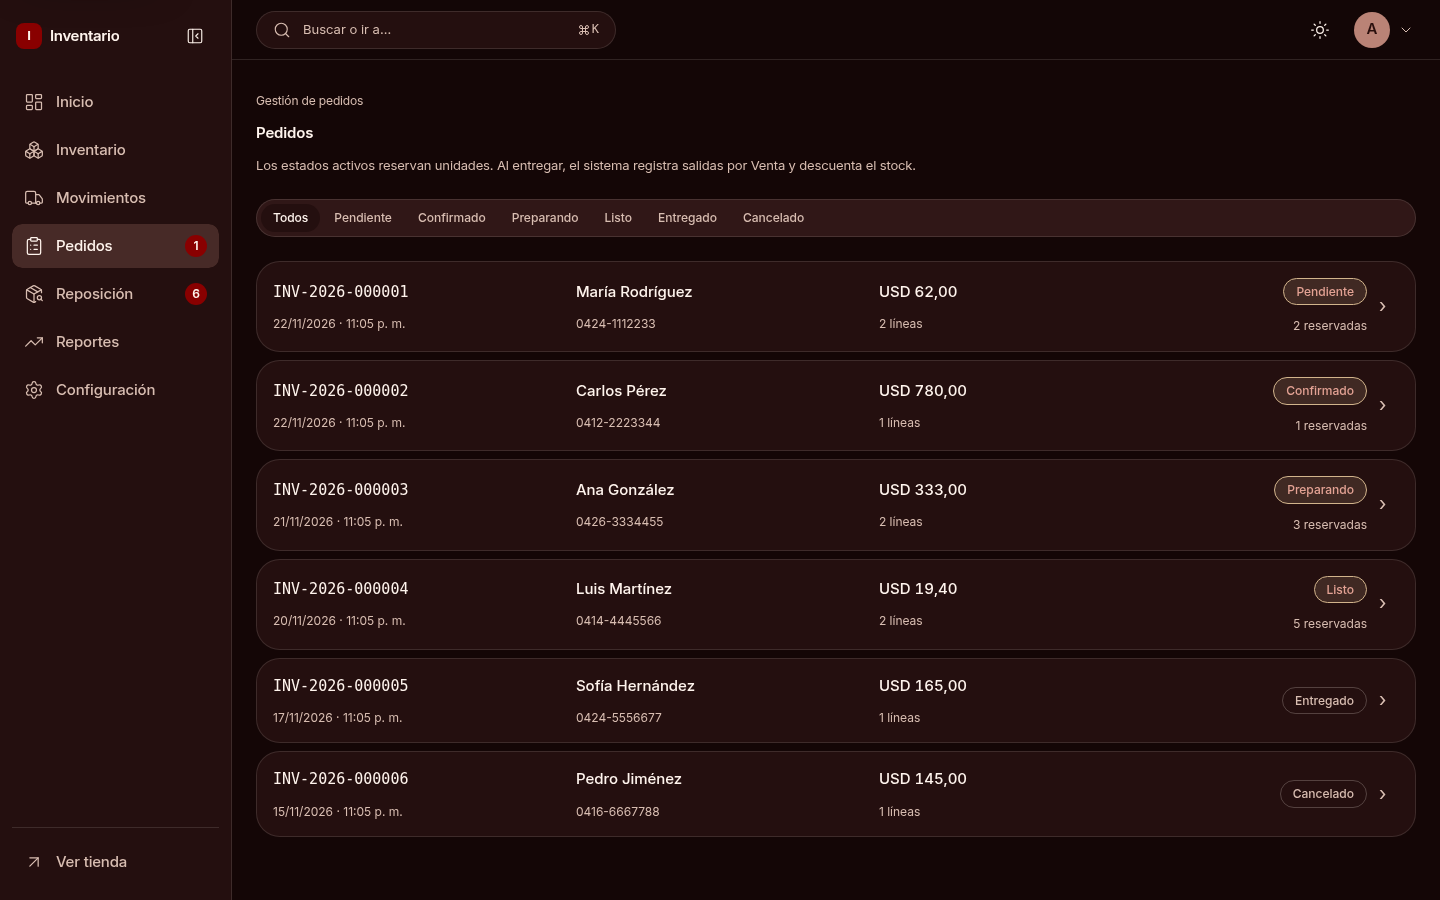 I Inventario
Inicio
Inventario
Movimientos
Pedidos 1
Reposición 6
Reportes
Configuración
Ver tienda
Buscar o ir a... ⌘K
A
Gestión de pedidos
Pedidos
Los estados activos reservan unidades. Al entregar, el sistema registra salidas por Venta y descuenta el stock.
Todos Pendiente Confirmado Preparando Listo Entregado Cancelado
INV-2026-000001 María Rodríguez USD 62,00 Pendiente
22/11/2026 · 11:05 p. m. 0424-1112233 2 líneas 2 reservadas
INV-2026-000002 Carlos Pérez USD 780,00 Confirmado
22/11/2026 · 11:05 p. m. 0412-2223344 1 líneas 1 reservadas
INV-2026-000003 Ana González USD 333,00 Preparando
21/11/2026 · 11:05 p. m. 0426-3334455 2 líneas 3 reservadas
INV-2026-000004 Luis Martínez USD 19,40 Listo
20/11/2026 · 11:05 p. m. 0414-4445566 2 líneas 5 reservadas
INV-2026-000005 Sofía Hernández USD 165,00 Entregado
17/11/2026 · 11:05 p. m. 0424-5556677 1 líneas
INV-2026-000006 Pedro Jiménez USD 145,00 Cancelado
15/11/2026 · 11:05 p. m. 0416-6667788 1 líneas